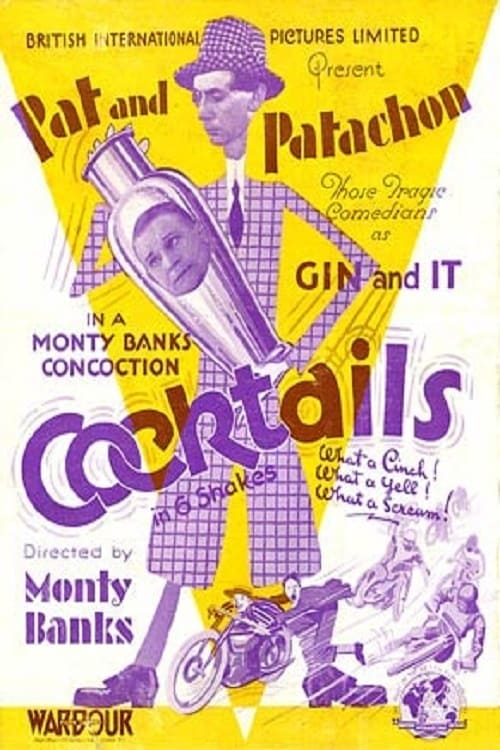 BRITISH INTERNATIONAL PICTURES LIMITED
Present
Pat and Patachon
Those Tragic
Comedians
as
GIN and IT
IN A
MONTY BANKS
CONCOCTION
Cocktails
in 6 Shakes
What a Cinch!
What a Yell!
What a Scream!
Directed by
Monty
Banks
WARDOUR